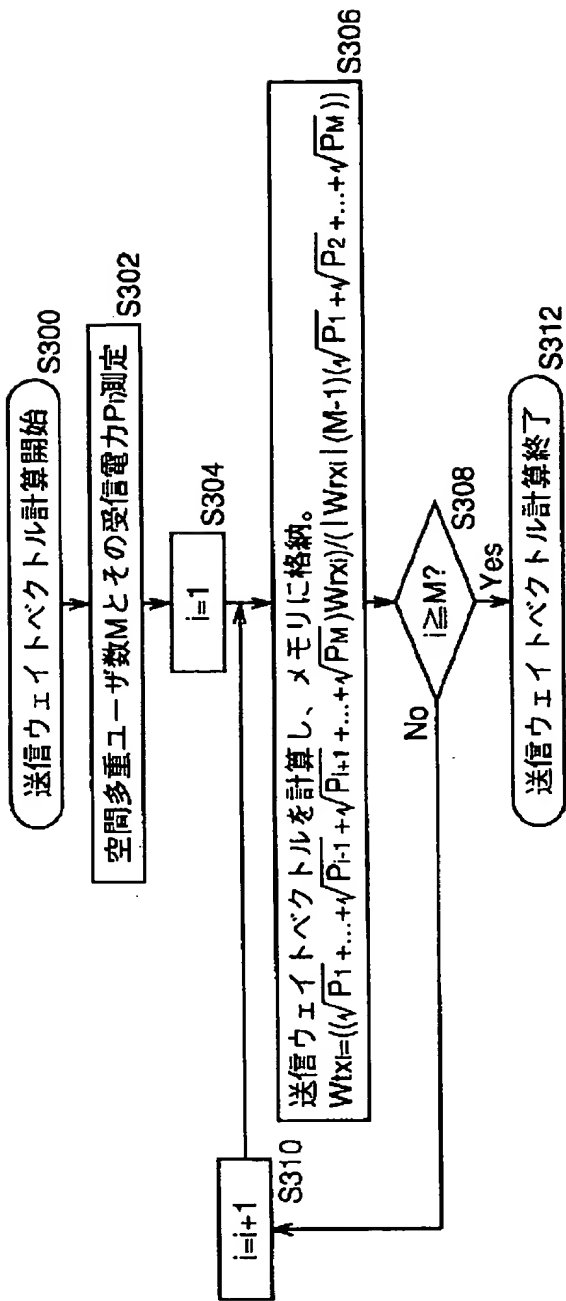 送信ウェイトベクトル計算開始
S300
空間多重ユーザ数Mとその受信電力Pi測定
S302
i=1
S304
送信ウェイトベクトルを計算し、メモリに格納。
Wtxi=((√P1+...+√Pi-1+√Pi+1+...+√PM)Wrxi)/(|Wrxi|(M-1)(√P1+√P2+...+√PM))
S306
i≧M?
S308
No
Yes
i=i+1
S310
送信ウェイトベクトル計算終了
S312